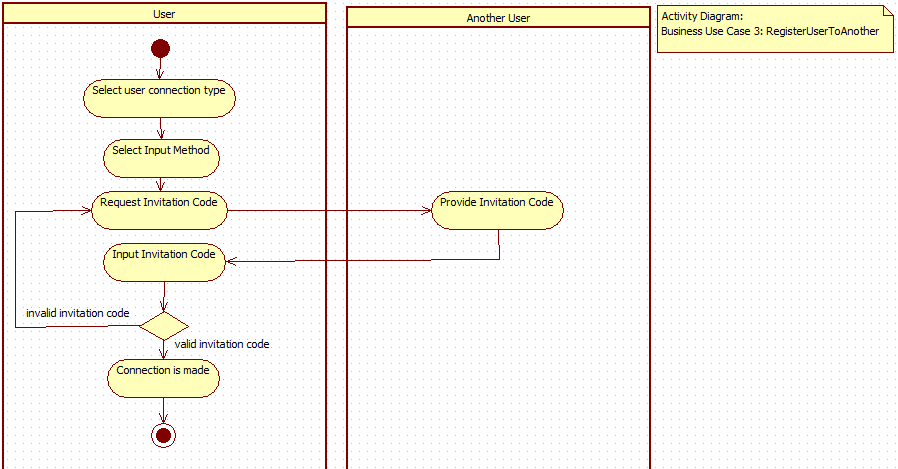 User
Another User
Activity Diagram:
Business Use Case 3: RegisterUserToAnother
Select user connection type
Select Input Method
Request Invitation Code
Provide Invitation Code
Input Invitation Code
invalid invitation code
valid invitation code
Connection is made